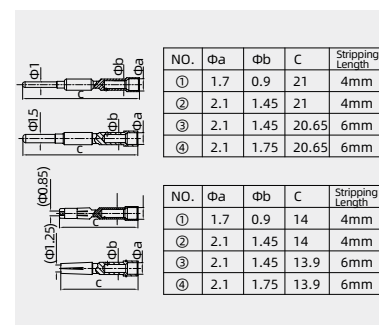 Φ1 Φb Φa
C
Φ1.5 Φb Φa
C
NO. Φa Φb C Stripping Length
① 1.7 0.9 21 4mm
② 2.1 1.45 21 4mm
③ 2.1 1.45 20.65 6mm
④ 2.1 1.75 20.65 6mm
(Φ0.85) Φb Φa
C
(Φ1.25) Φb Φa
C
NO. Φa Φb C Stripping Length
① 1.7 0.9 14 4mm
② 2.1 1.45 14 4mm
③ 2.1 1.45 13.9 6mm
④ 2.1 1.75 13.9 6mm